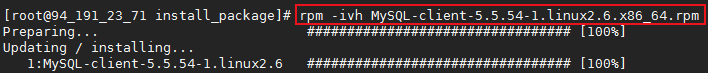 [root@94_191_23_71 install_package]# rpm -ivh MySQL-client-5.5.54-1.linux2.6.x86_64.rpm
Preparing... ################################# [100%]
Updating / installing...
1:MySQL-client-5.5.54-1.linux2.6 ################################# [100%]